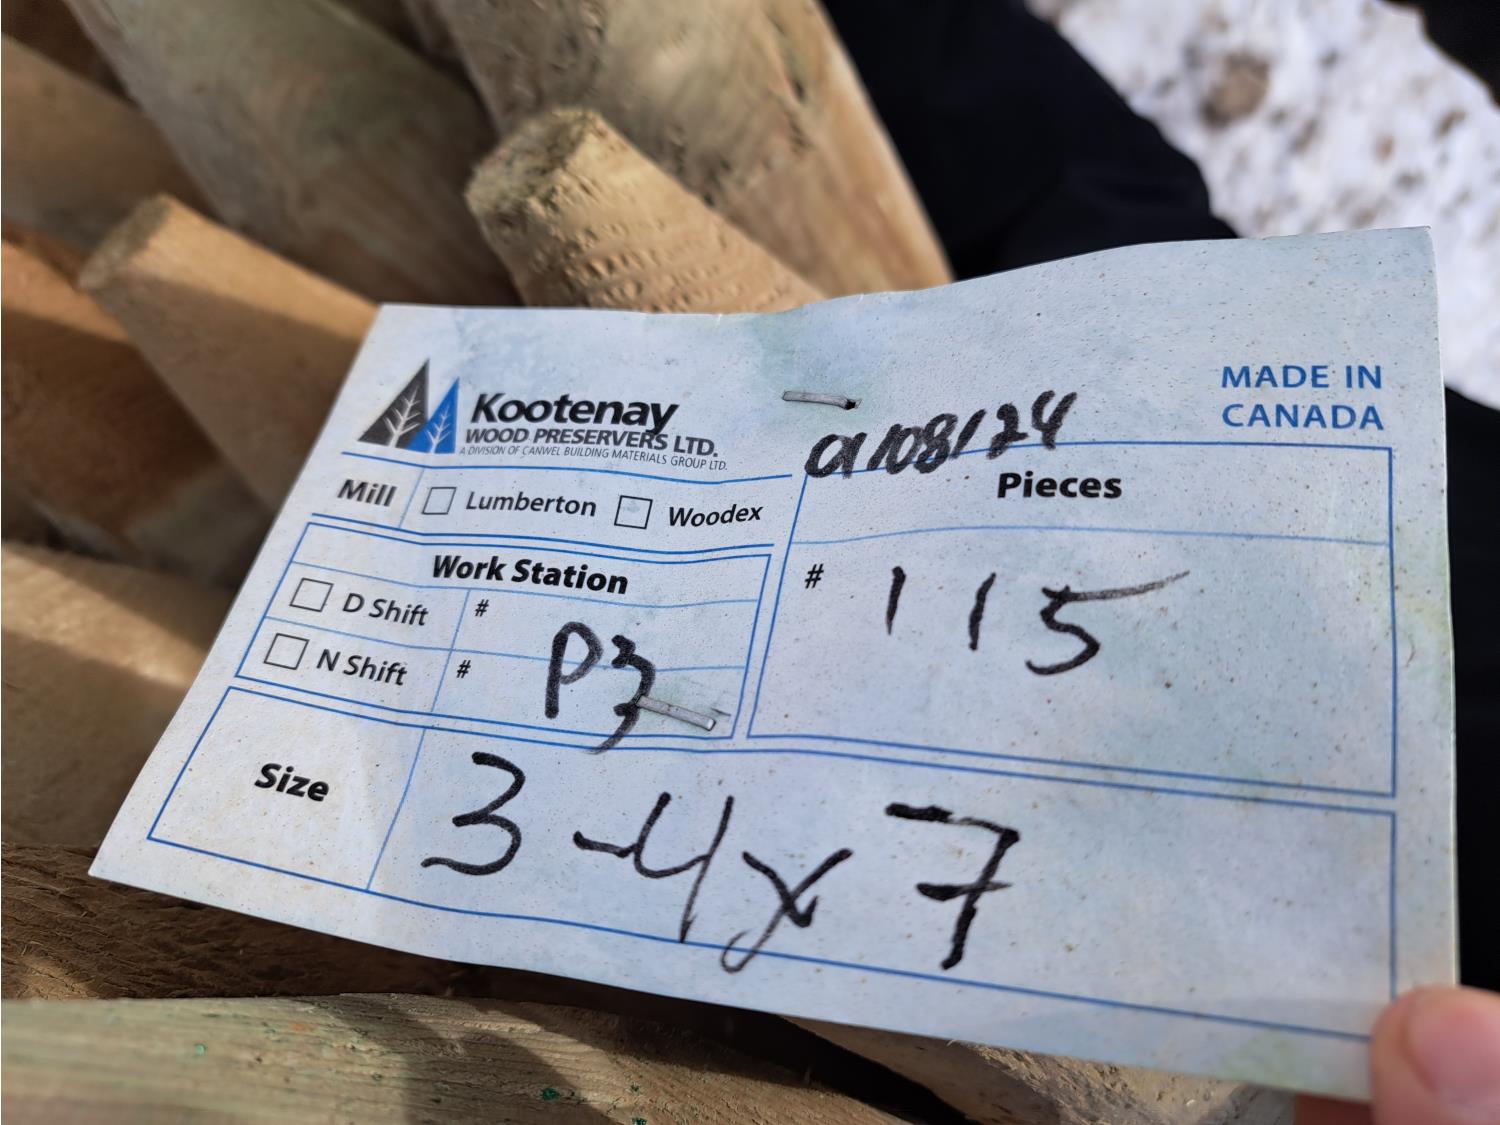 Kootenay
WOOD PRESERVERS LTD.
A DIVISION OF CANWEL BUILDING MATERIALS GROUP LTD.
MADE IN
CANADA
01/08/24
Mill Lumberton Woodex
Pieces
# 115
Work Station
D Shift #
N Shift # P3
Size 3-4x7